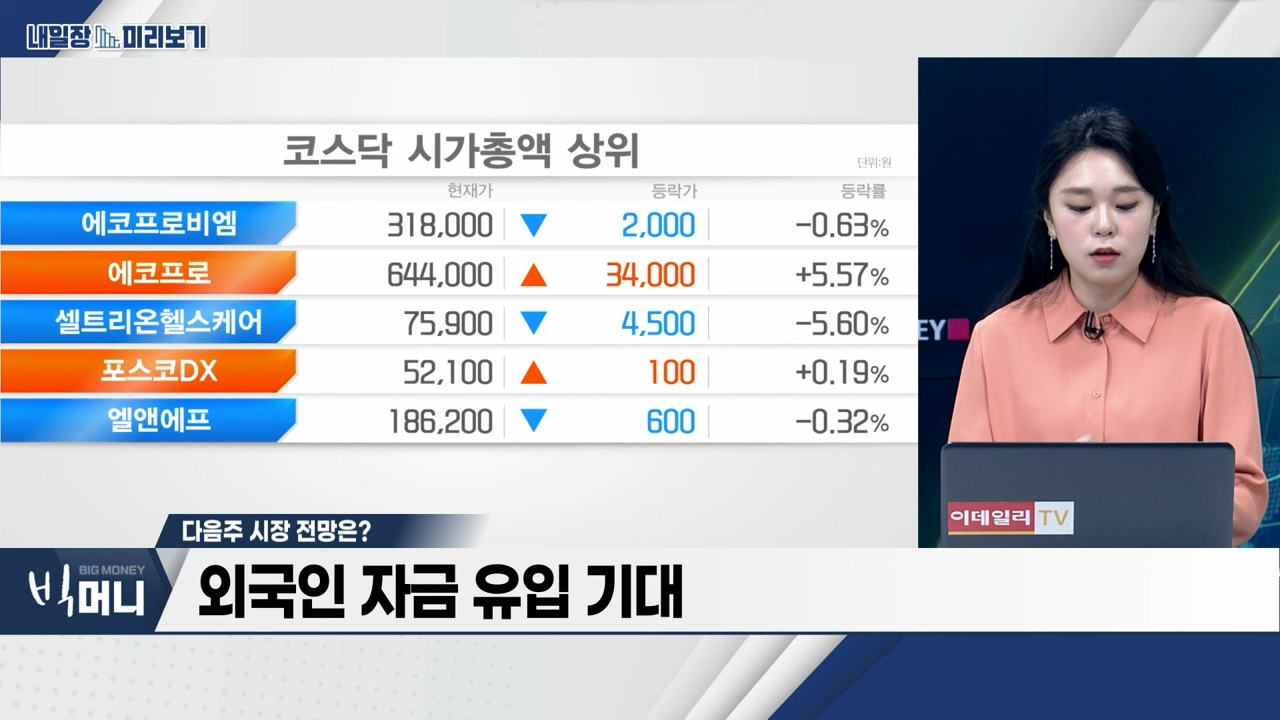 내일장 미리보기
코스닥 시가총액 상위
단위:원
현재가 등락가 등락률
에코프로비엠 318,000 ▼ 2,000 -0.63%
에코프로 644,000 ▲ 34,000 +5.57%
셀트리온헬스케어 75,900 ▼ 4,500 -5.60%
포스코DX 52,100 ▲ 100 +0.19%
엘앤에프 186,200 ▼ 600 -0.32%
EY
이데일리 TV
다음주 시장 전망은?
BIG MONEY
빅머니
외국인 자금 유입 기대